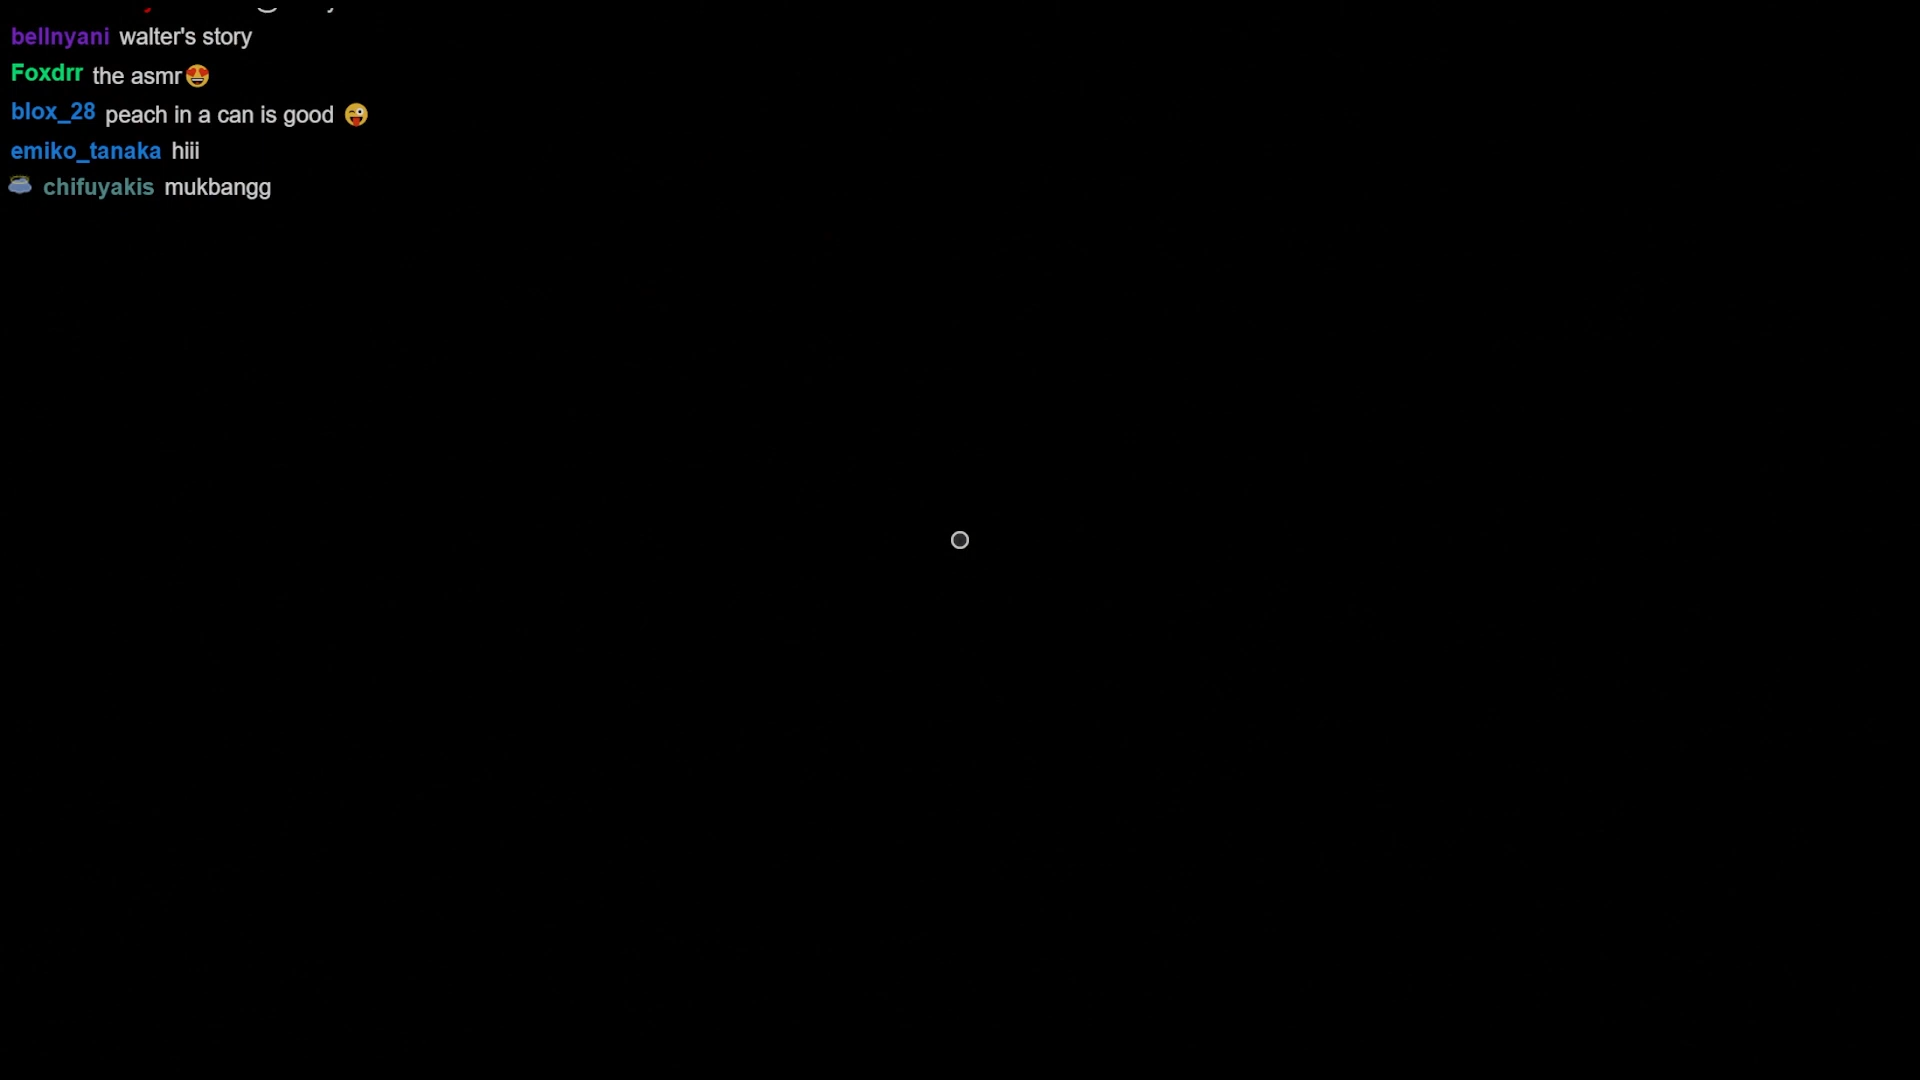 bellnyani walter's story
Foxdrr the asmr😍
blox_28 peach in a can is good 😜
emiko_tanaka hiii
chifuyakis mukbangg